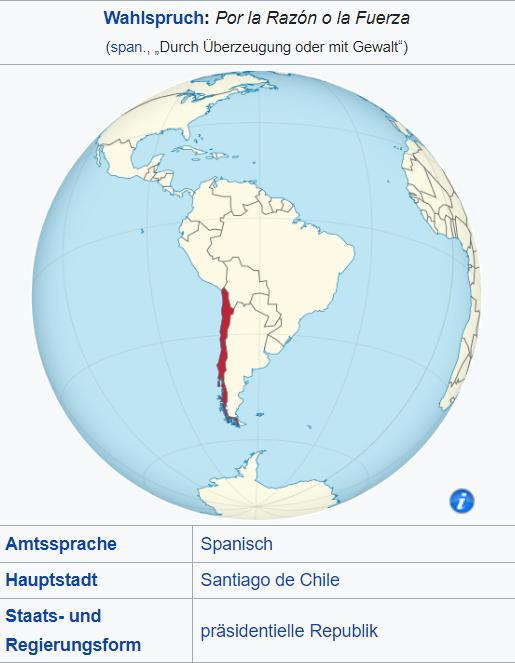 Wahlspruch: Por la Razón o la Fuerza
(span., „Durch Überzeugung oder mit Gewalt“)
i
Amtssprache Spanisch
Hauptstadt Santiago de Chile
Staats- und
Regierungsform präsidentielle Republik